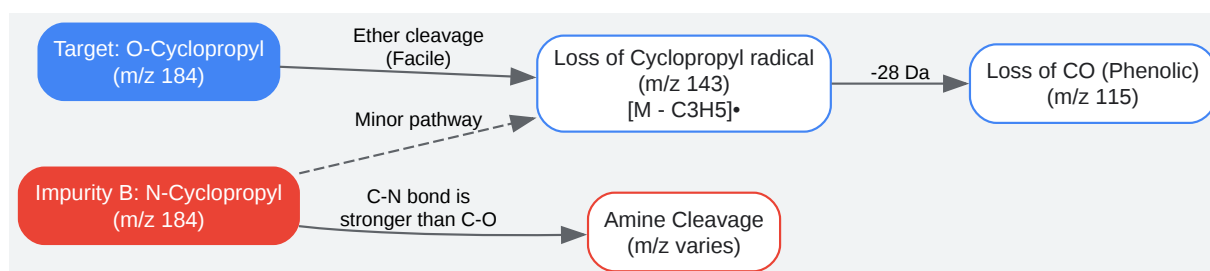 Target: O-Cyclopropyl
(m/z 184)
Ether cleavage
(Facile)
Loss of Cyclopropyl radical
(m/z 143)
[M - C3H5]•
-28 Da
Loss of CO (Phenolic)
(m/z 115)
Minor pathway
Impurity B: N-Cyclopropyl
(m/z 184)
C-N bond is
stronger than C-O
Amine Cleavage
(m/z varies)